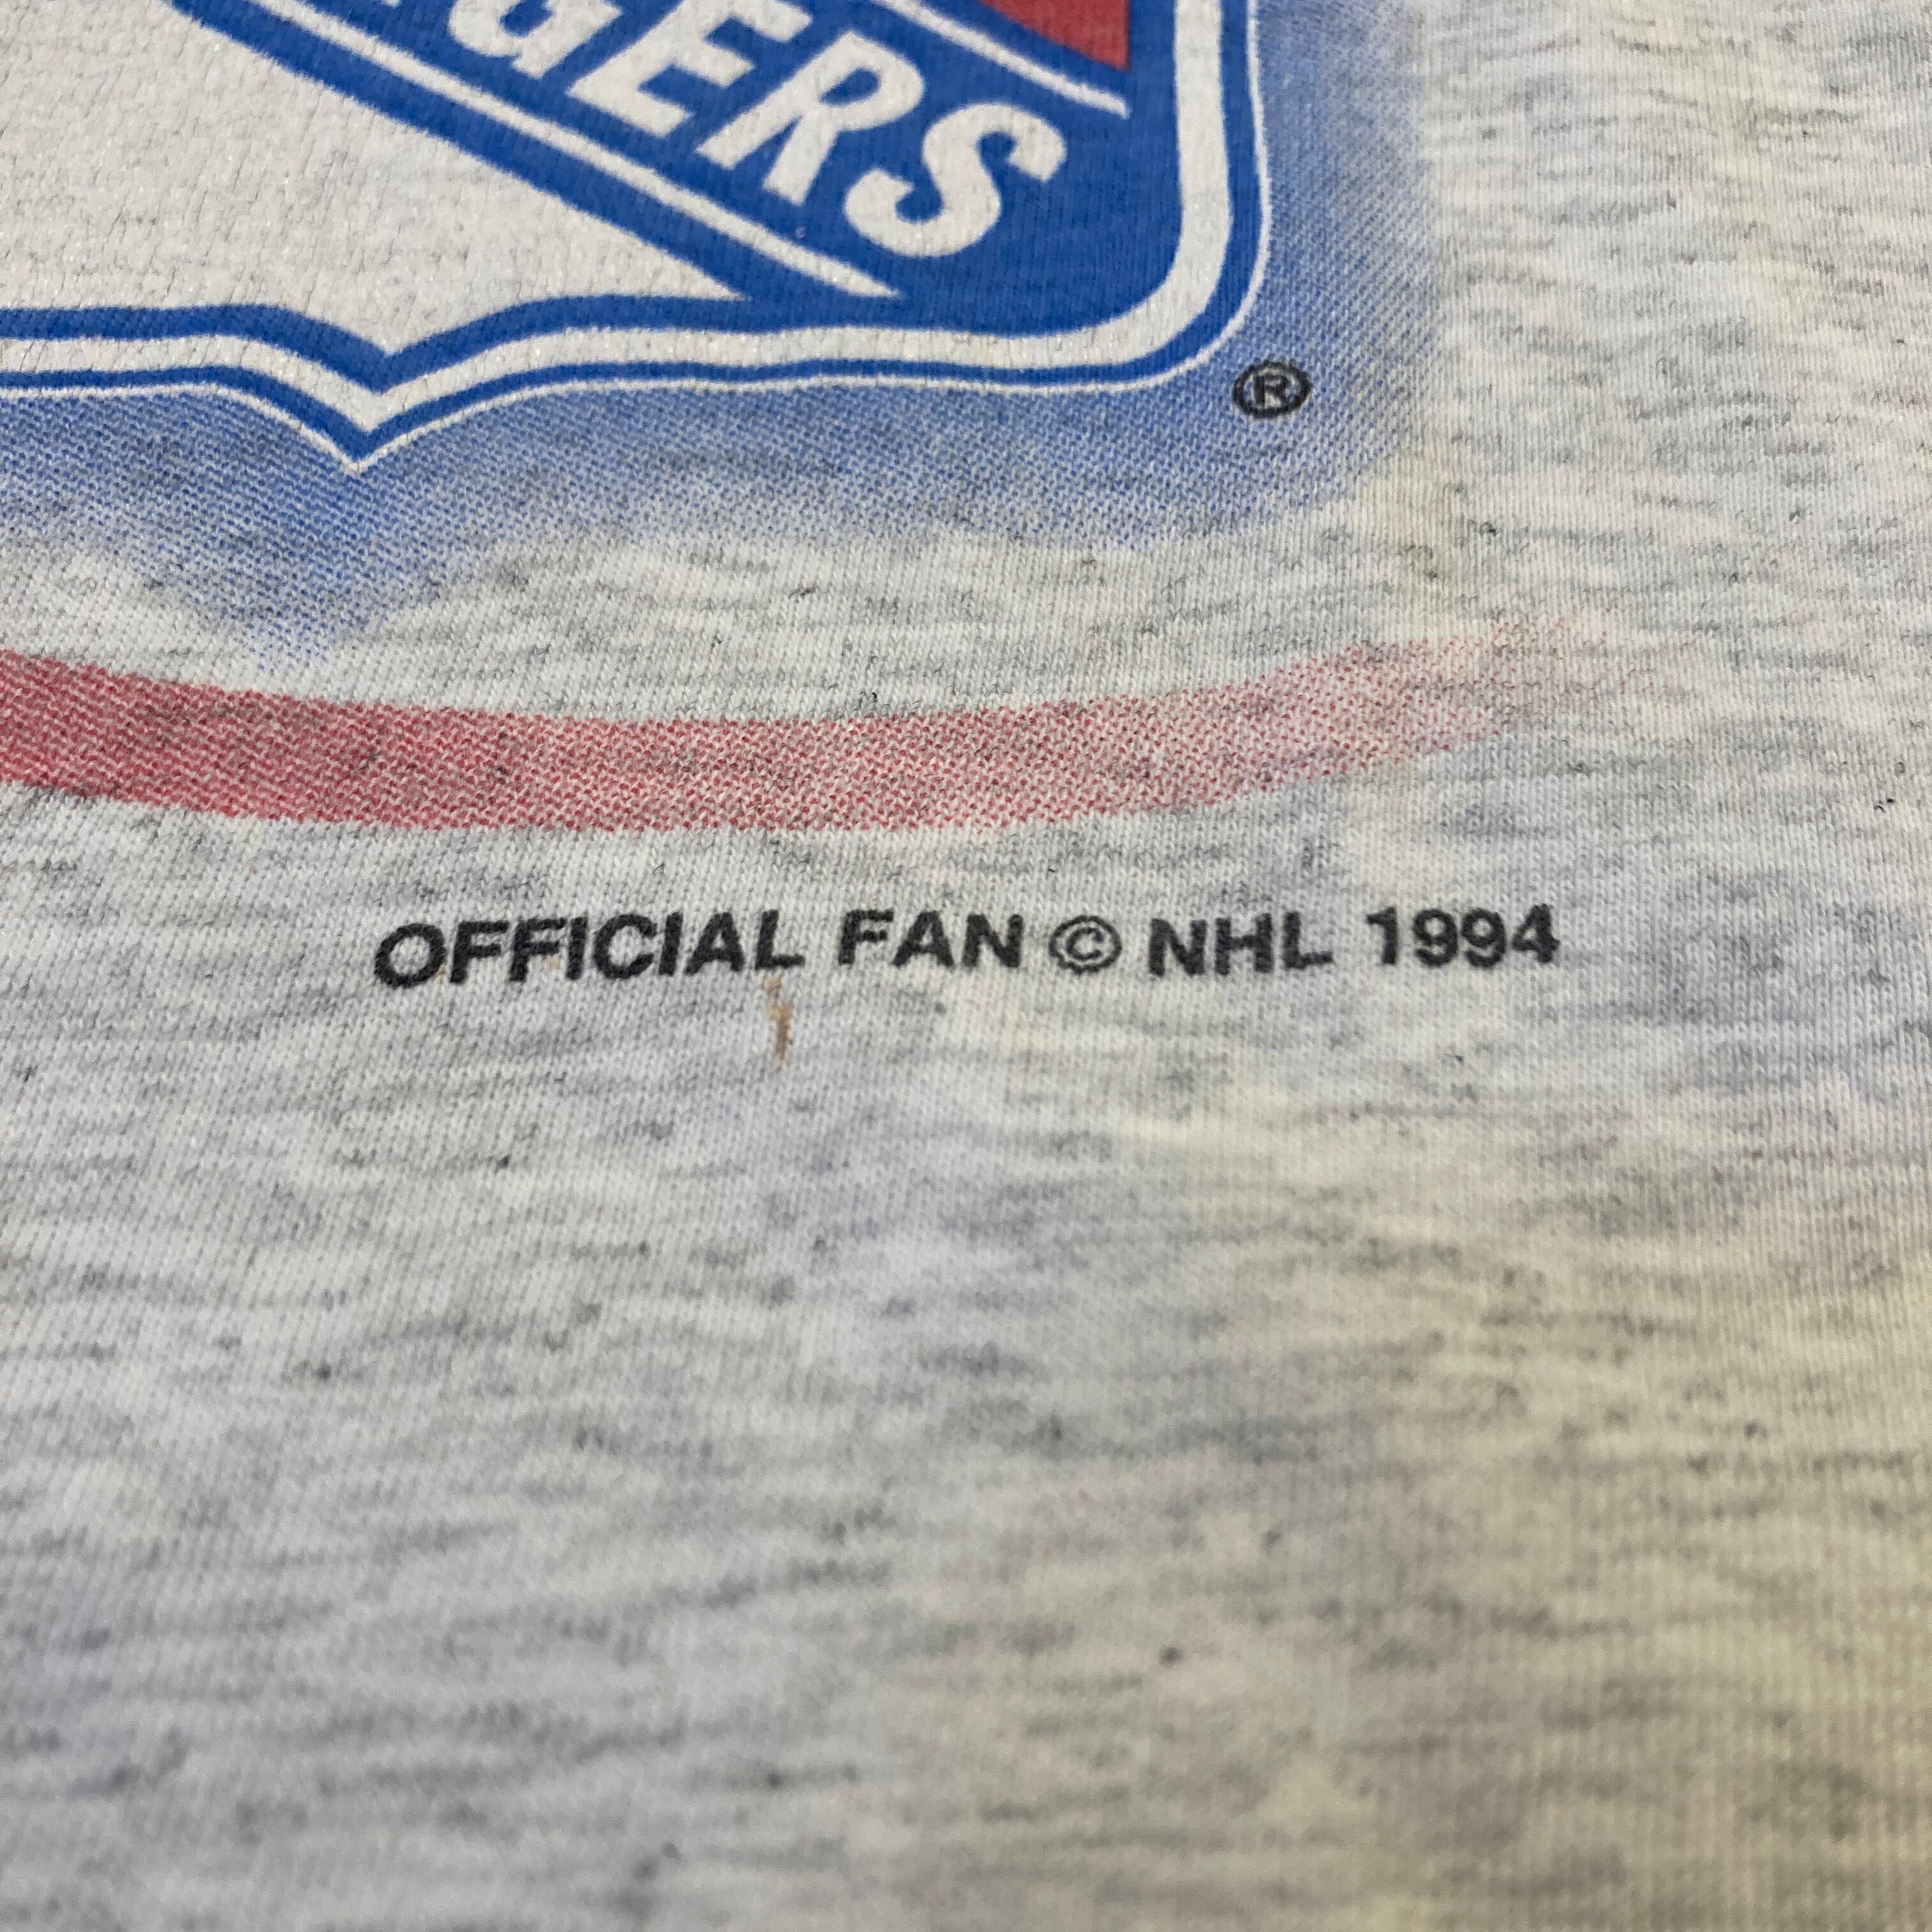 GERS
®
OFFICIAL FAN © NHL 1994